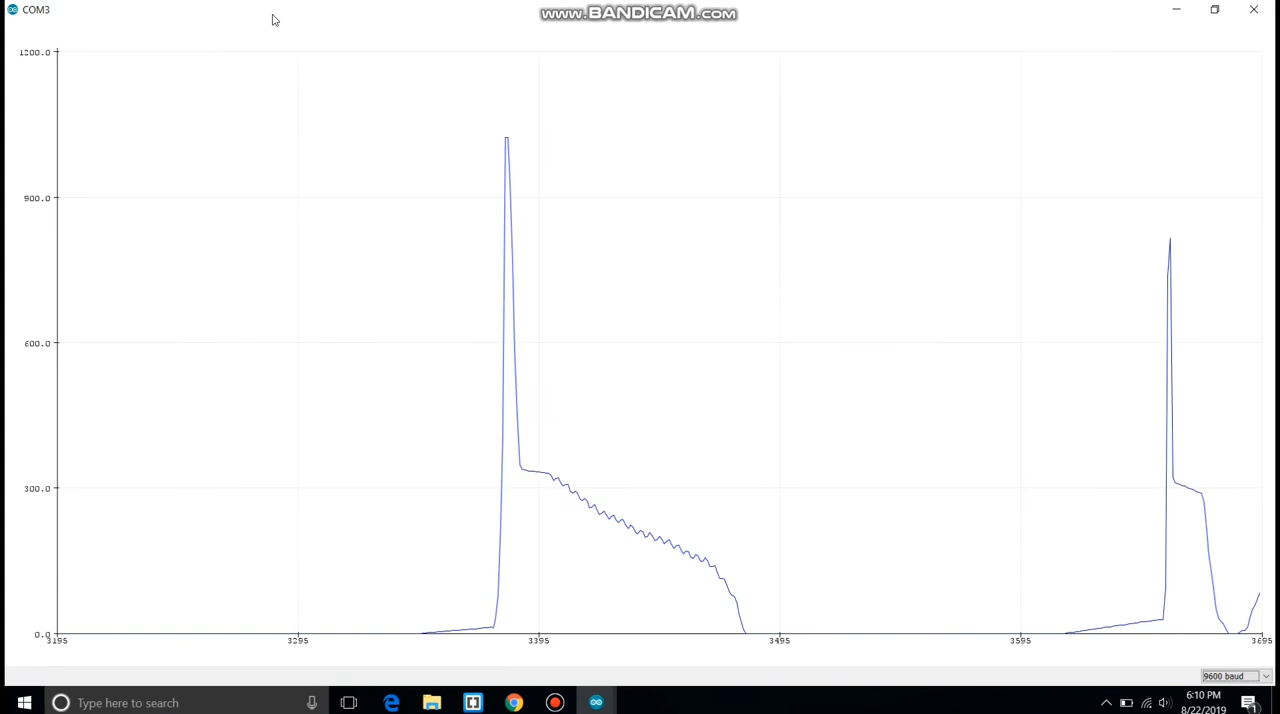 COM3
www.BANDICAM.com
1200.0
900.0
600.0
300.0
0.0
3195 3295 3395 3495 3595 3695
9600 baud
Type here to search
6:10 PM
8/22/2019
1